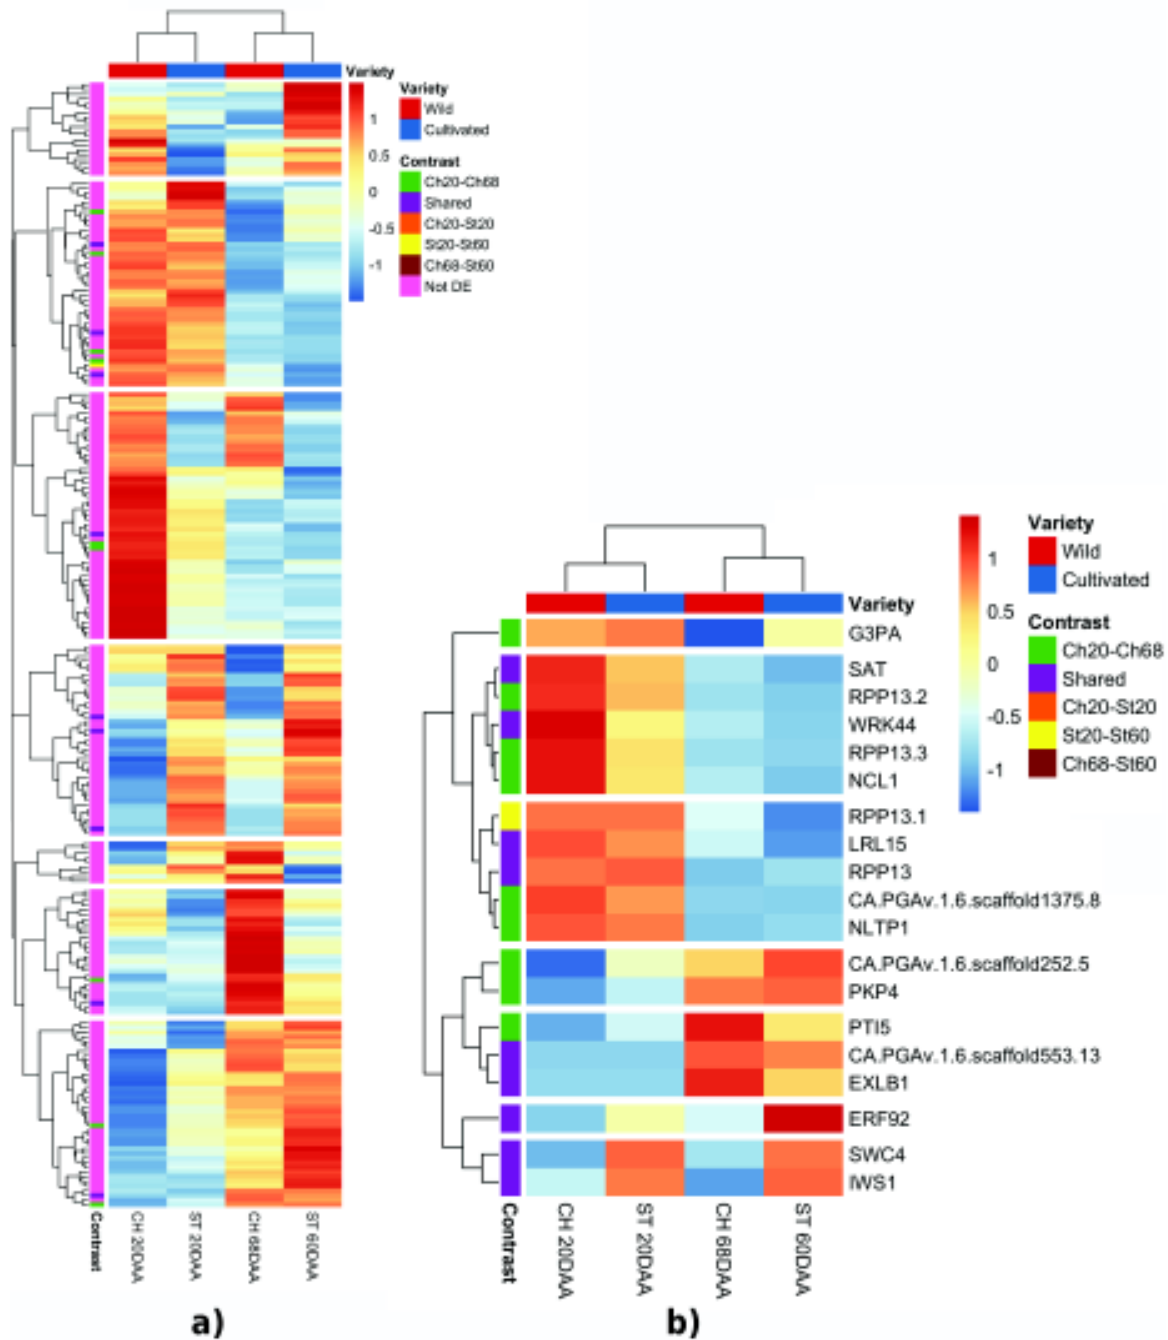 Variety
1
0.5
0
-0.5
-1
Variety
Wild
Cultivated
Contrast
Ch20-Ch68
Shared
Ch20-St20
St20-St60
Ch68-St60
Not DE
Contrast
CH 20DAA
ST 20DAA
CH 68DAA
ST 60DAA
a)
Variety
G3PA
SAT
RPP13.2
WRK44
RPP13.3
NCL1
RPP13.1
LRL15
RPP13
CA.PGAv.1.6.scaffold1375.8
NLTP1
CA.PGAv.1.6.scaffold252.5
PKP4
PTI5
CA.PGAv.1.6.scaffold553.13
EXLB1
ERF92
SWC4
IWS1
1
0.5
0
-0.5
-1
Variety
Wild
Cultivated
Contrast
Ch20-Ch68
Shared
Ch20-St20
St20-St60
Ch68-St60
Contrast
CH 20DAA
ST 20DAA
CH 68DAA
ST 60DAA
b)